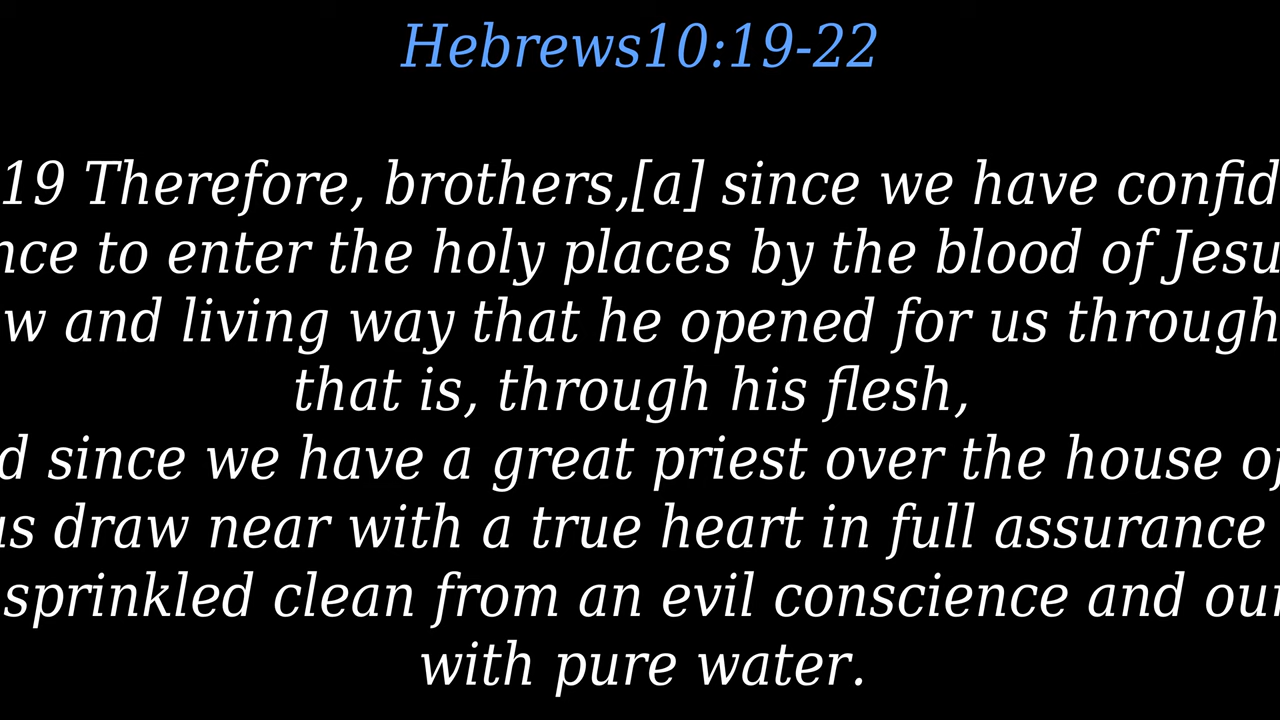 Hebrews10:19-22
19 Therefore, brothers,[a] since we have confid
nce to enter the holy places by the blood of Jesu
w and living way that he opened for us through
that is, through his flesh,
d since we have a great priest over the house of
us draw near with a true heart in full assurance
sprinkled clean from an evil conscience and our
with pure water.